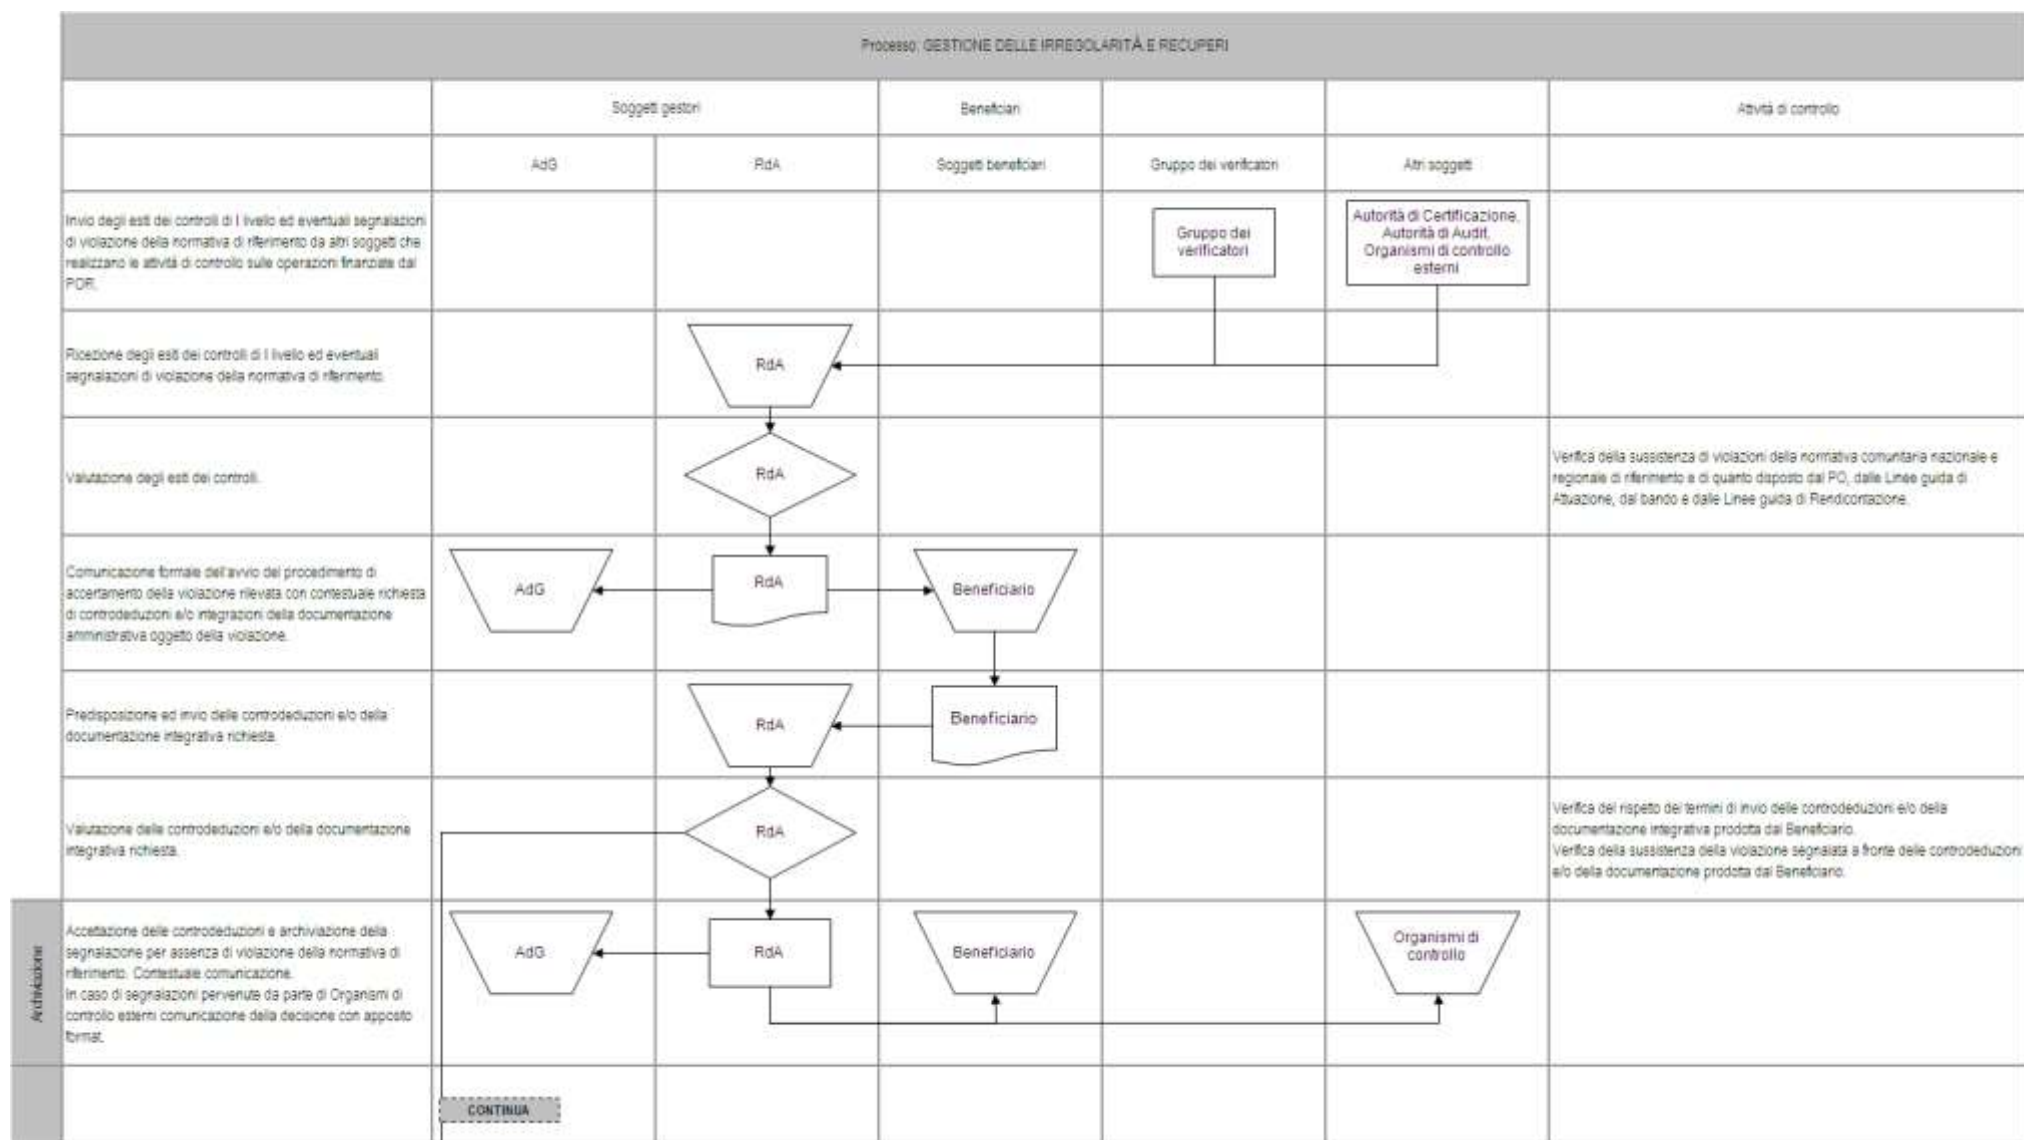 Processo: GESTIONE DELLE IRREGOLARITÀ E RECUPERI
Soggetti gestori
Beneficiari
Attività di controllo
AdG
RdA
Soggetti beneficiari
Gruppo dei verificatori
Altri soggetti
Invio degli esiti dei controlli di I livello ed eventuali segnalazioni
di violazione della normativa di riferimento da altri soggetti che
realizzano le attività di controllo sulle operazioni finanziate dal
POR.
Gruppo dei
verificatori
Autorità di Certificazione,
Autorità di Audit,
Organismi di controllo
esterni
Ricezione degli esiti dei controlli di I livello ed eventuali
segnalazioni di violazione della normativa di riferimento.
RdA
Valutazione degli esiti dei controlli.
RdA
Verifica della sussistenza di violazioni della normativa comunitaria nazionale e
regionale di riferimento e di quanto disposto dal PO, dalle Linee guida di
Attuazione, dal bando e dalle Linee guida di Rendicontazione.
Comunicazione formale dell'avvio del procedimento di
accertamento della violazione rilevata con contestuale richiesta
di controdeduzioni e/o integrazioni della documentazione
amministrativa oggetto della violazione.
AdG
RdA
Beneficiario
Predisposizione ed invio delle controdeduzioni e/o della
documentazione integrativa richiesta.
RdA
Beneficiario
Valutazione delle controdeduzioni e/o della documentazione
integrativa richiesta.
RdA
Verifica del rispetto dei termini di invio delle controdeduzioni e/o della
documentazione integrativa prodotta dal Beneficiario.
Verifica della sussistenza della violazione segnalata a fronte delle controdeduzioni
e/o della documentazione prodotta dal Beneficiario.
Archiviazione
Accettazione delle controdeduzioni e archiviazione della
segnalazione per assenza di violazione della normativa di
riferimento. Contestuale comunicazione.
In caso di segnalazioni pervenute da parte di Organismi di
controllo esterni comunicazione della decisione con apposto
format.
AdG
RdA
Beneficiario
Organismi di
controllo
CONTINUA